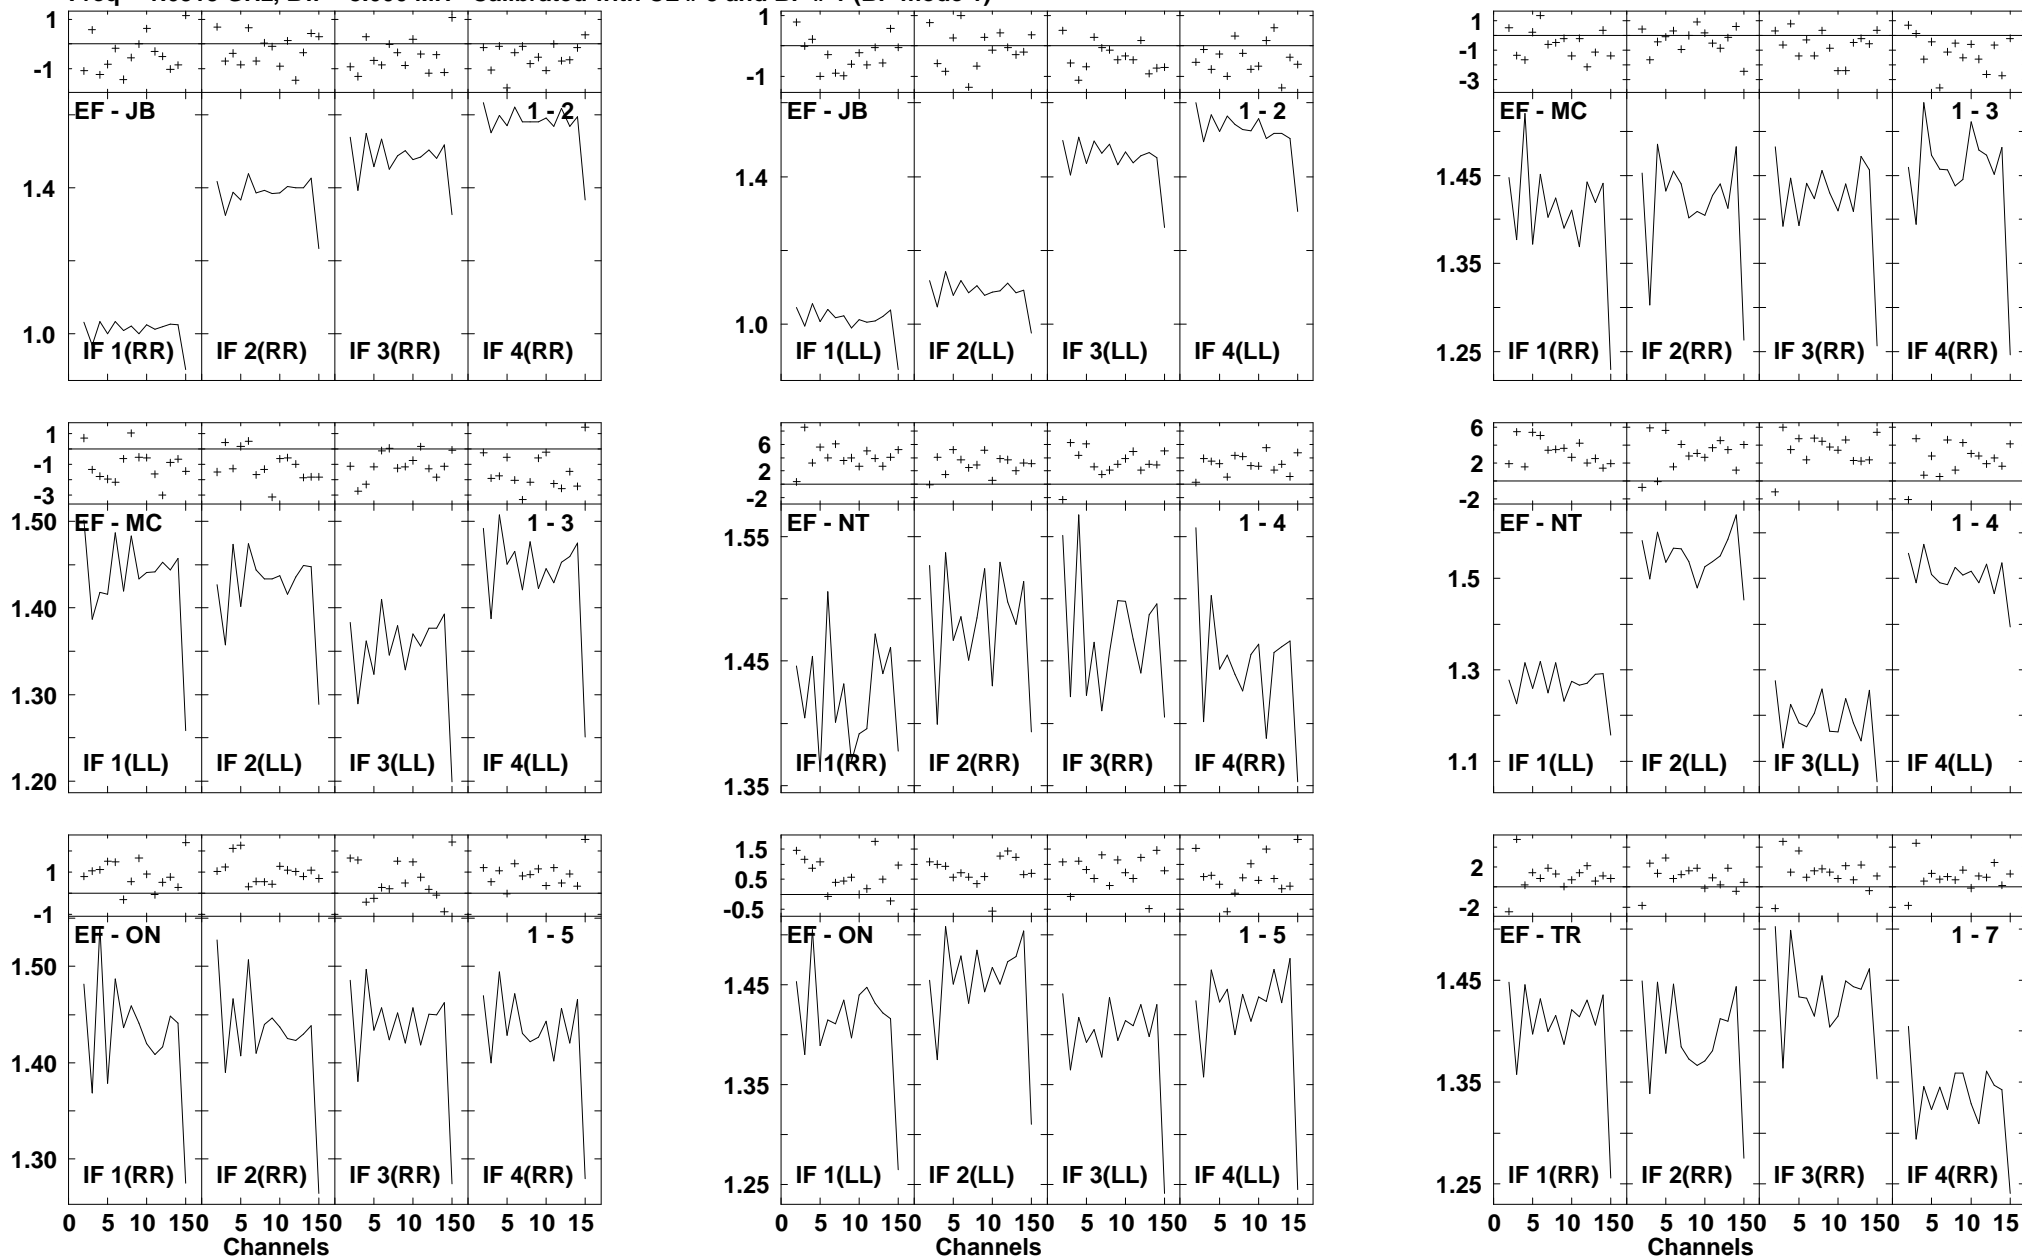 1 -1 1 -1 1 -1 -3
EF - JB 1 - 2 EF - JB 1 - 2 EF - MC 1 - 3
1.4 1.0 1.4 1.0 1.45 1.35 1.25
IF 1(RR) IF 2(RR) IF 3(RR) IF 4(RR) IF 1(LL) IF 2(LL) IF 3(LL) IF 4(LL) IF 1(RR) IF 2(RR) IF 3(RR) IF 4(RR)
1 -1 -3 6 2 -2 6 2 -2
EF - MC 1 - 3 EF - NT 1 - 4 EF - NT 1 - 4
1.50 1.40 1.30 1.20 1.55 1.45 1.35 1.5 1.3 1.1
IF 1(LL) IF 2(LL) IF 3(LL) IF 4(LL) IF 1(RR) IF 2(RR) IF 3(RR) IF 4(RR) IF 1(LL) IF 2(LL) IF 3(LL) IF 4(LL)
1 -1 1.5 0.5 -0.5 2 -2
EF - ON 1 - 5 EF - ON 1 - 5 EF - TR 1 - 7
1.50 1.40 1.30 1.45 1.35 1.25 1.45 1.35 1.25
IF 1(RR) IF 2(RR) IF 3(RR) IF 4(RR) IF 1(LL) IF 2(LL) IF 3(LL) IF 4(LL) IF 1(RR) IF 2(RR) IF 3(RR) IF 4(RR)
0 5 10 150 5 10 150 5 10 150 5 10 15 0 5 10 150 5 10 150 5 10 150 5 10 15 0 5 10 150 5 10 150 5 10 150 5 10 15
Channels Channels Channels